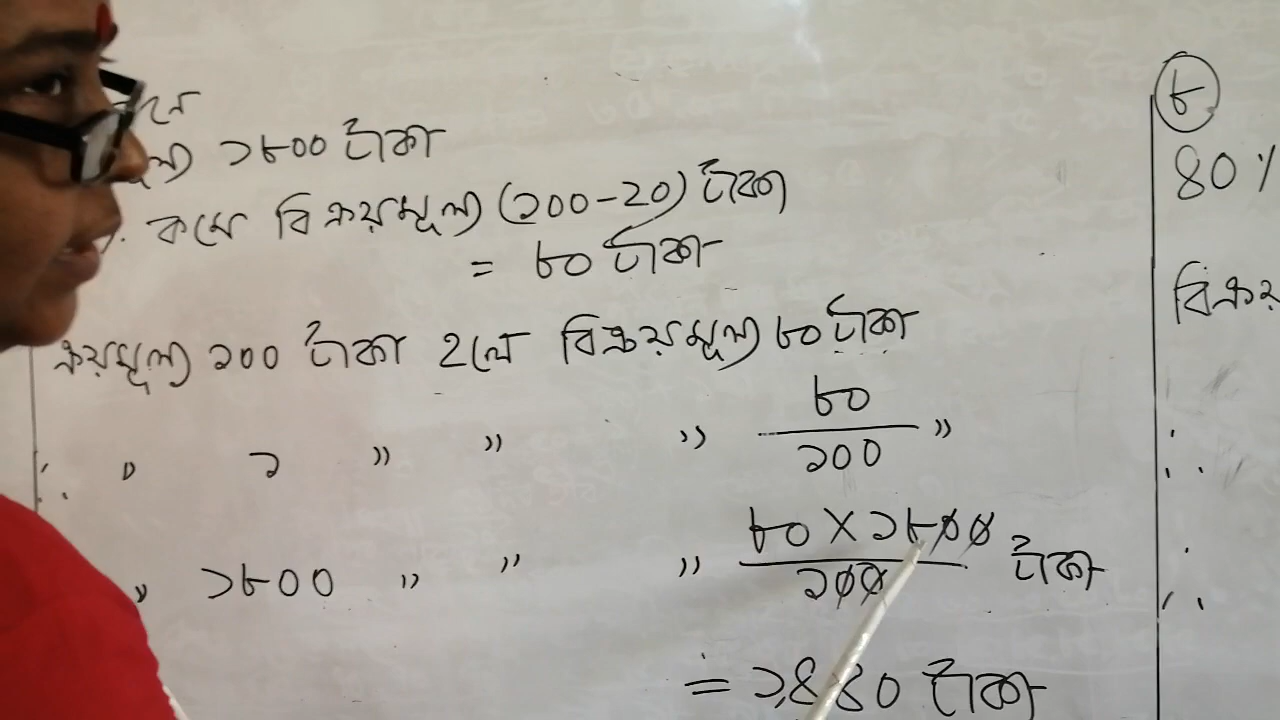 ১৮০০ টাকা
কমে বিক্রয়মূল্য (১০০-২০) টাকা
= ৮০ টাকা
ক্রয়মূল্য ১০০ টাকা হলে বিক্রয়মূল্য ৮০ টাকা
∴ " ১ " " " ৮০/১০০ "
" ১৮০০ " " " ৮০ X ১৮০০/১০০ টাকা
= ১,৪৪০ টাকা
৮
৪০%
বিক্রয়
∴
∴